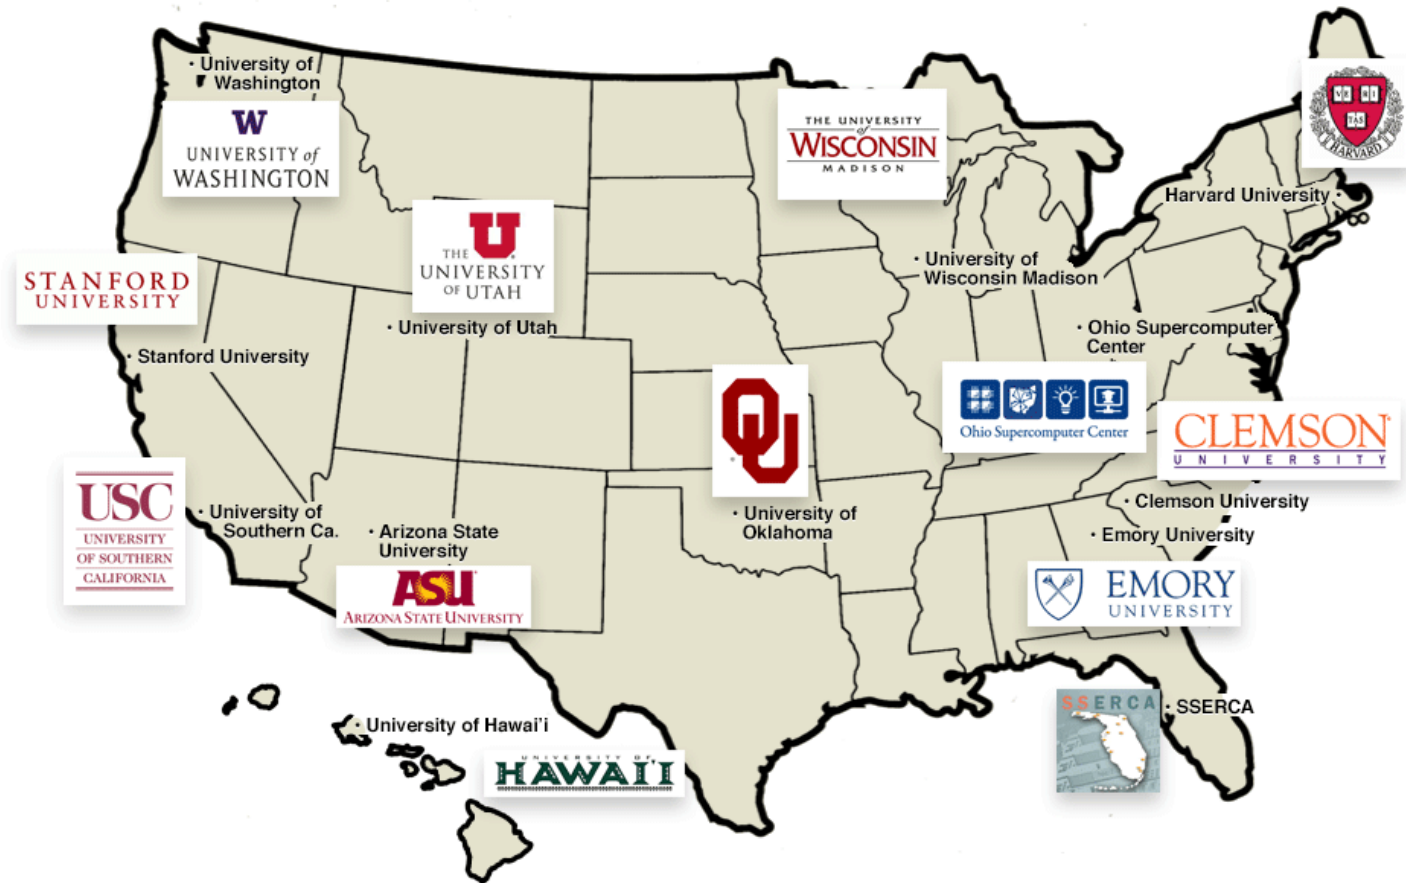 • University of
Washington
W
UNIVERSITY of
WASHINGTON
THE UNIVERSITY
of
WISCONSIN
MADISON
VE RI
TAS
HARVARD
Harvard University •
U
THE
UNIVERSITY
OF UTAH
• University of Utah
STANFORD
UNIVERSITY
• Stanford University
• University of
Wisconsin Madison
• Ohio Supercomputer
Center
Ohio Supercomputer Center
OU
• University of
Oklahoma
CLEMSON
UNIVERSITY
• Clemson University
• Emory University
EMORY
UNIVERSITY
USC
UNIVERSITY
OF SOUTHERN
CALIFORNIA
• University of
Southern Ca.
• Arizona State
University
ASU
ARIZONA STATE UNIVERSITY
SSERCA
• SSERCA
• University of Hawai'i
UNIVERSITY OF
HAWAI'I